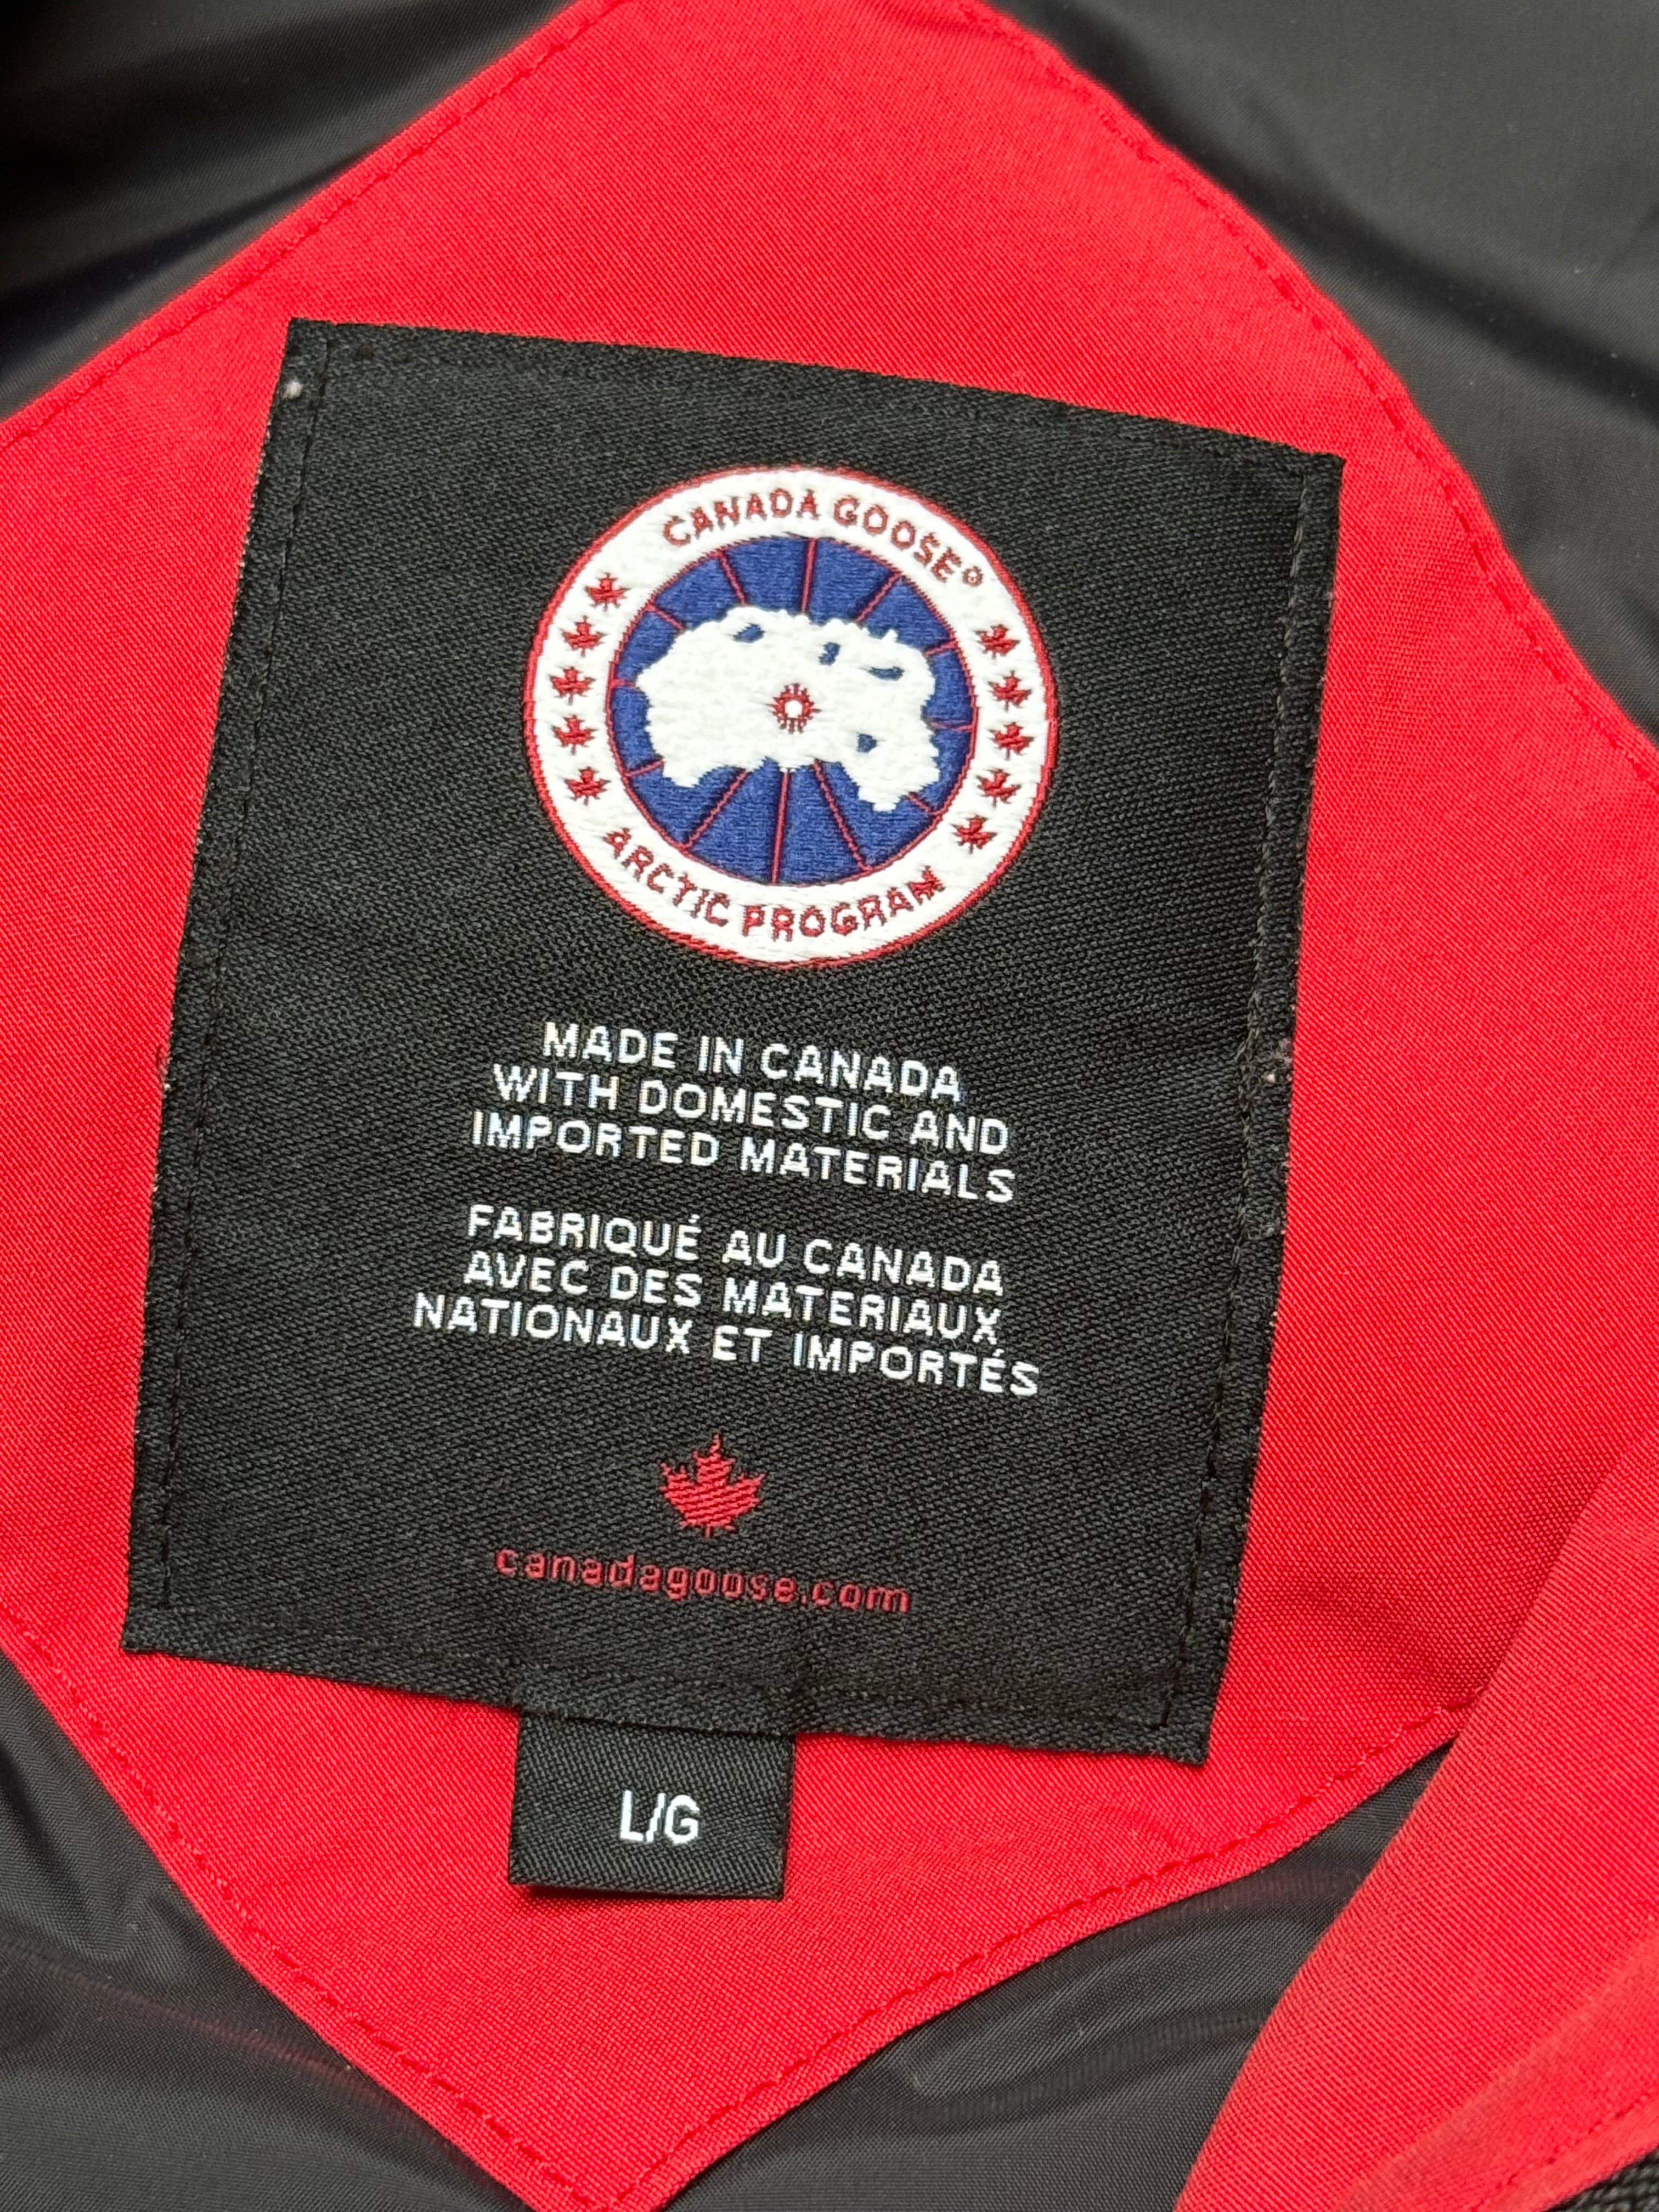 CANADA GOOSE®
ARCTIC PROGRAM
MADE IN CANADA
WITH DOMESTIC AND
IMPORTED MATERIALS
FABRIQUÉ AU CANADA
AVEC DES MATERIAUX
NATIONAUX ET IMPORTÉS
canadagoose.com
L/G